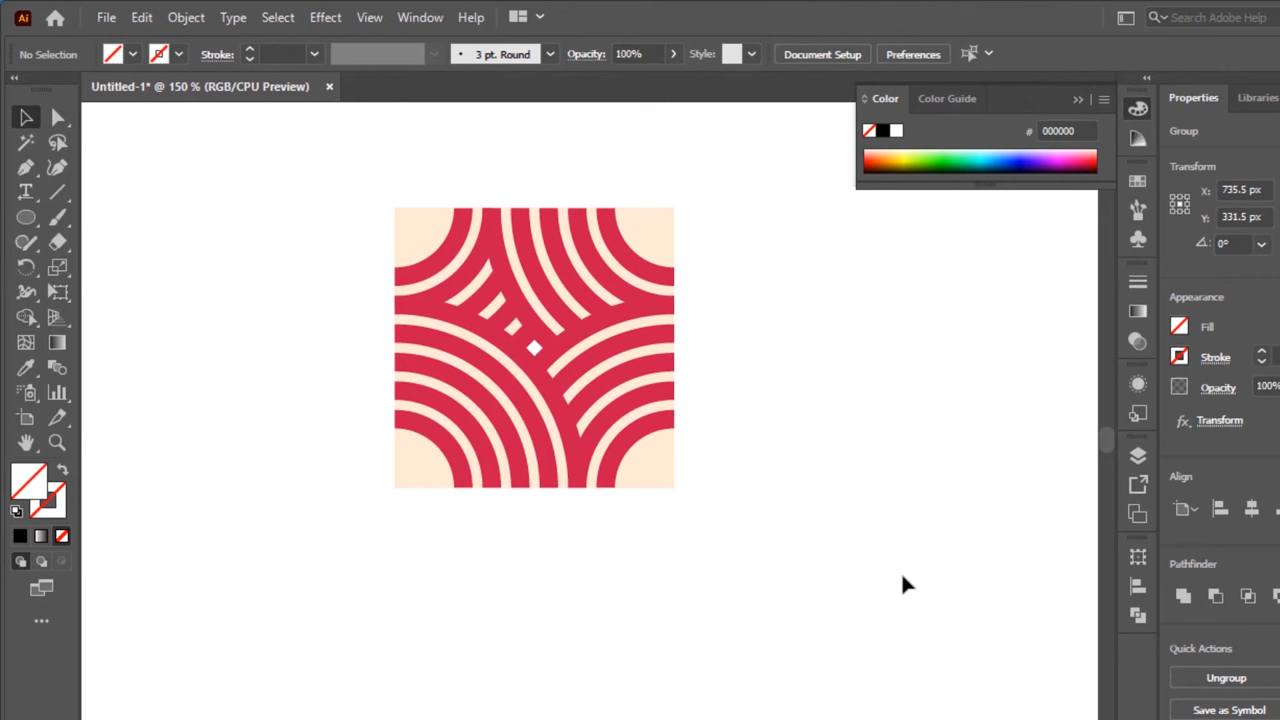 Ai File Edit Object Type Select Effect View Window Help Search Adobe Help
No Selection Stroke: 3 pt. Round Opacity: 100% Style: Document Setup Preferences
Untitled-1* @ 150 % (RGB/CPU Preview)
Color Color Guide
# 000000
Properties Libraries
Group
Transform
X: 735.5 px
Y: 331.5 px
0°
Appearance
Fill
Stroke
Opacity 100%
fx Transform
Align
Pathfinder
Quick Actions
Ungroup
Save as Symbol